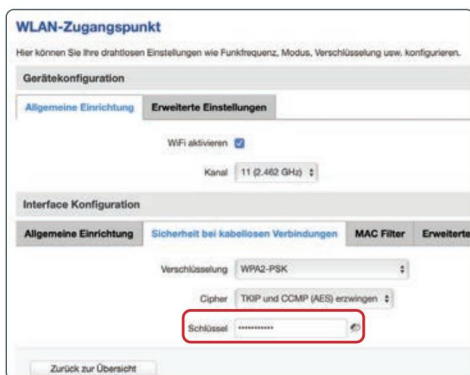 WLAN-Zugangspunkt
Hier können Sie Ihre drahtlosen Einstellungen wie Funkfrequenz, Modus, Verschlüsselung usw. konfigurieren.
Gerätekonfiguration
Allgemeine Einrichtung Erweiterte Einstellungen
WiFi aktivieren
Kanal 11 (2.462 GHz)
Interface Konfiguration
Allgemeine Einrichtung Sicherheit bei kabellosen Verbindungen MAC Filter Erweiterte
Verschlüsselung WPA2-PSK
Cipher TKIP und CCMP (AES) erzwingen
Schlüssel •••••••••••
Zurück zur Übersicht